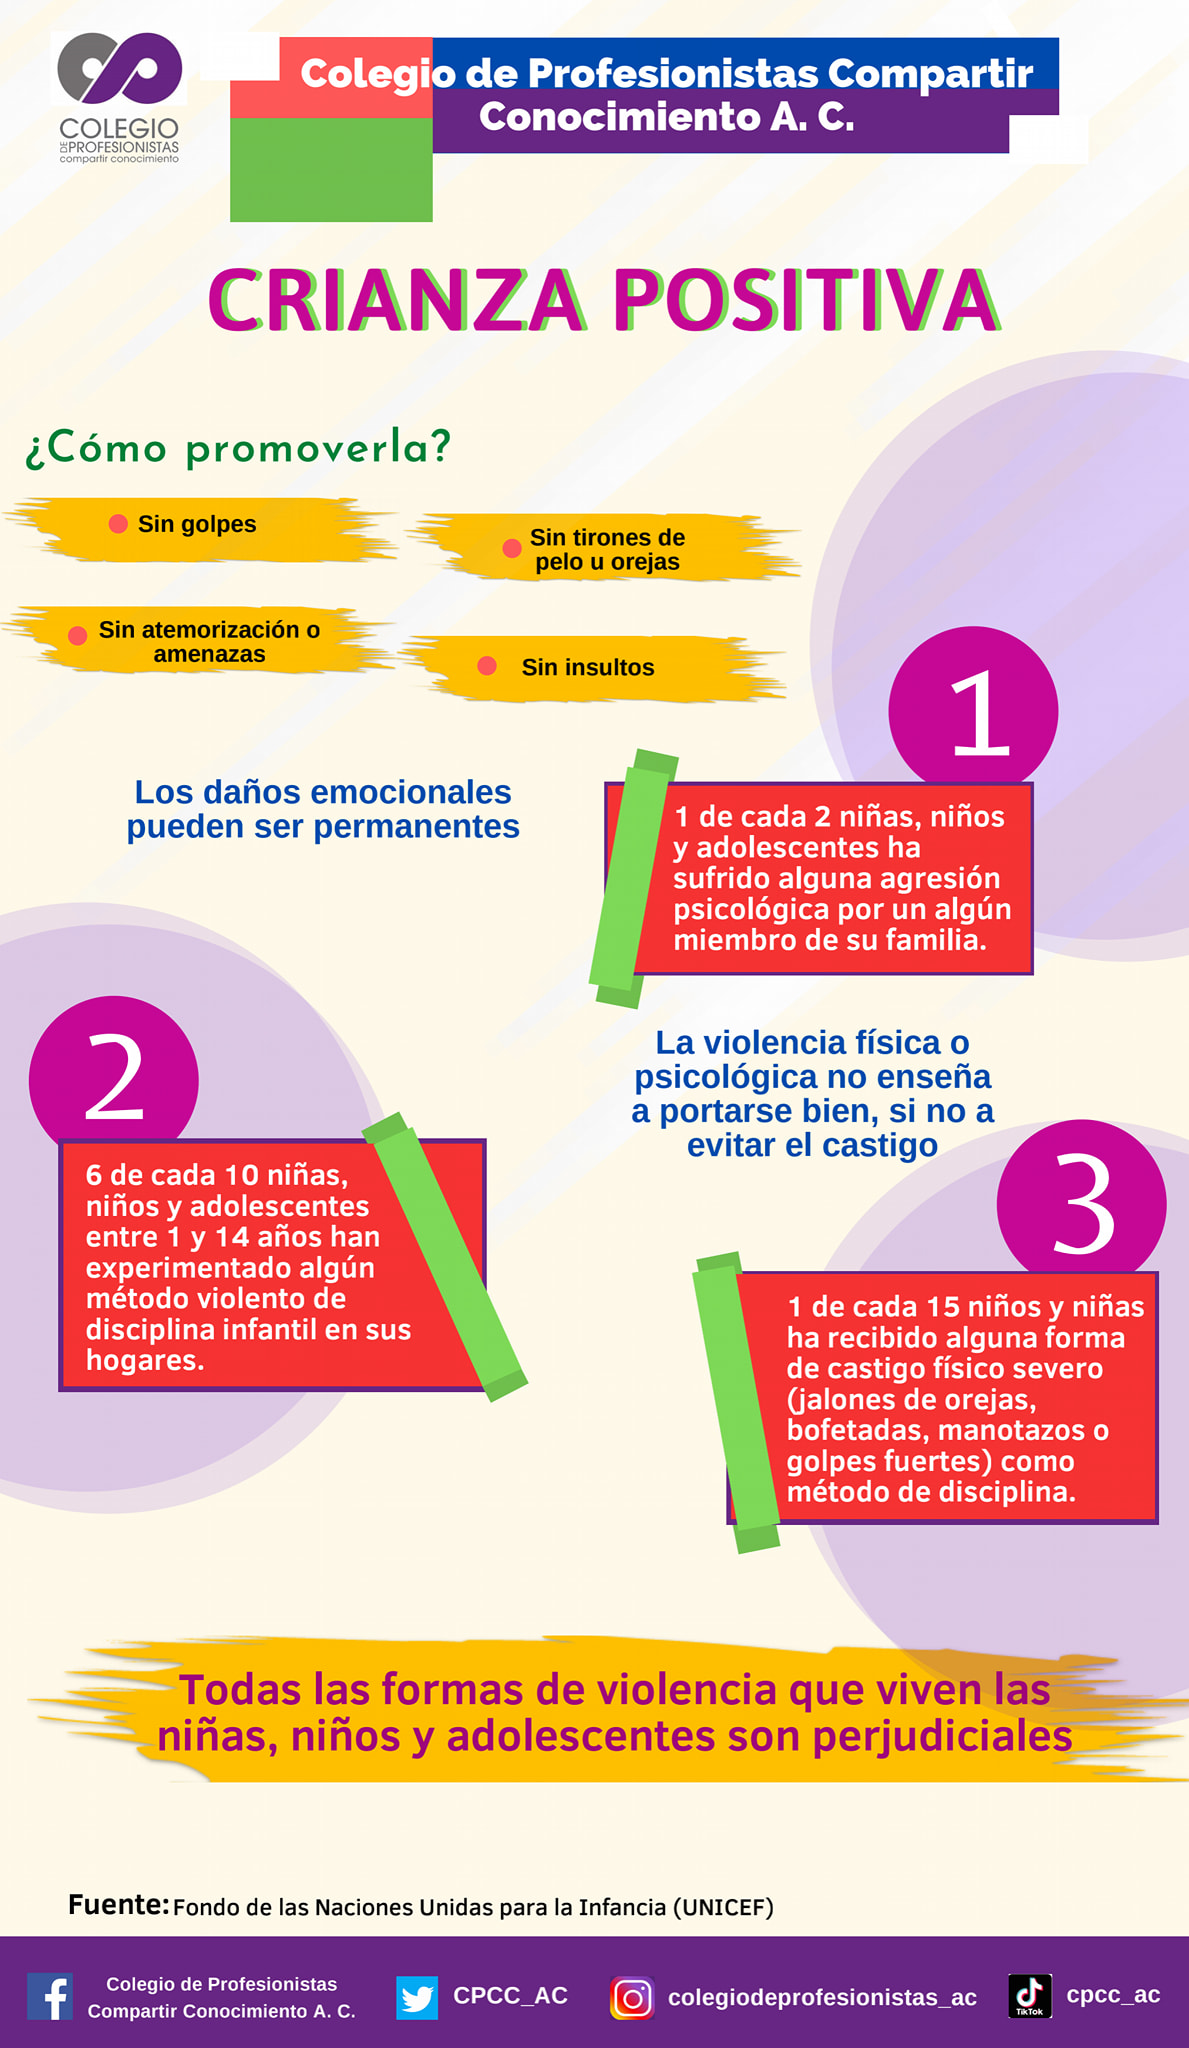 COLEGIO
DE PROFESIONISTAS
compartir conocimiento
Colegio de Profesionistas Compartir
Conocimiento A. C.
CRIANZA POSITIVA
¿Cómo promoverla?
Sin golpes
Sin tirones de
pelo u orejas
Sin atemorización o
amenazas
Sin insultos
1
Los daños emocionales
pueden ser permanentes
1 de cada 2 niñas, niños
y adolescentes ha
sufrido alguna agresión
psicológica por un algún
miembro de su familia.
2
6 de cada 10 niñas,
niños y adolescentes
entre 1 y 14 años han
experimentado algún
método violento de
disciplina infantil en sus
hogares.
La violencia física o
psicológica no enseña
a portarse bien, si no a
evitar el castigo
3
1 de cada 15 niños y niñas
ha recibido alguna forma
de castigo físico severo
(jalones de orejas,
bofetadas, manotazos o
golpes fuertes) como
método de disciplina.
Todas las formas de violencia que viven las
niñas, niños y adolescentes son perjudiciales
Fuente: Fondo de las Naciones Unidas para la Infancia (UNICEF)
Colegio de Profesionistas
Compartir Conocimiento A. C.
CPCC_AC
colegiodeprofesionistas_ac
TikTok
cpcc_ac